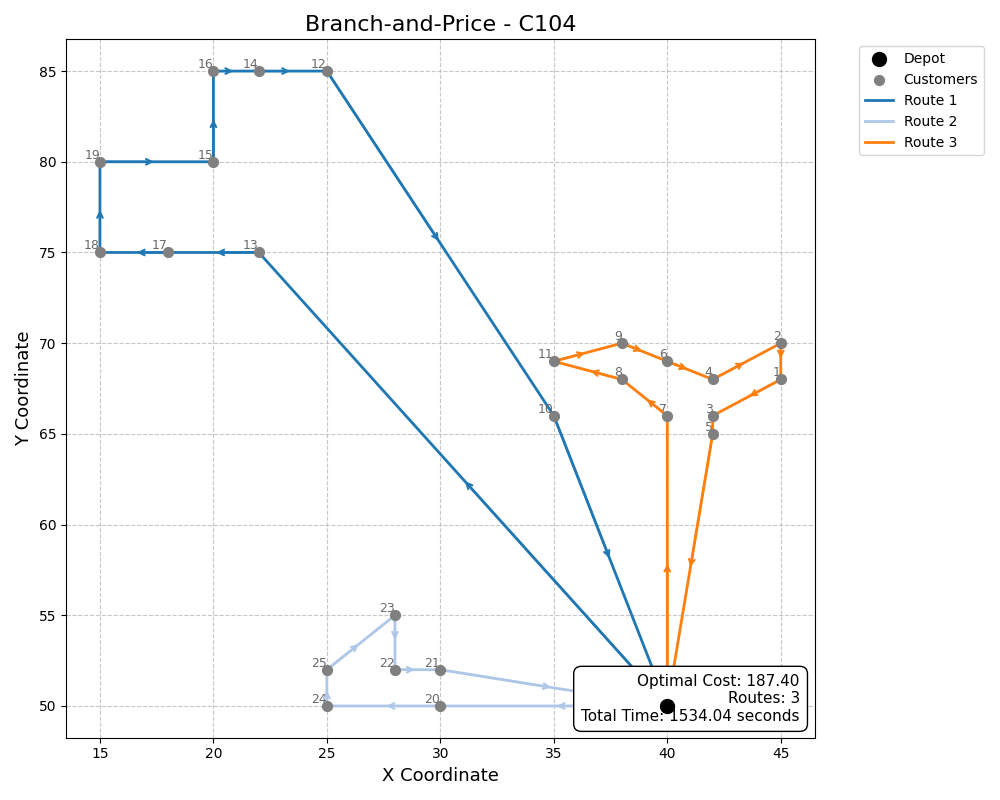 Branch-and-Price - C104
Depot
Customers
Route 1
Route 2
Route 3
Y Coordinate
85
80
75
70
65
60
55
50
16 14 12
19 15
18 17 13
9 2
11 6
8 4 1
10 7 3
5
23
25 22 21
24 20
Optimal Cost: 187.40
Routes: 3
Total Time: 1534.04 seconds
15 20 25 30 35 40 45
X Coordinate